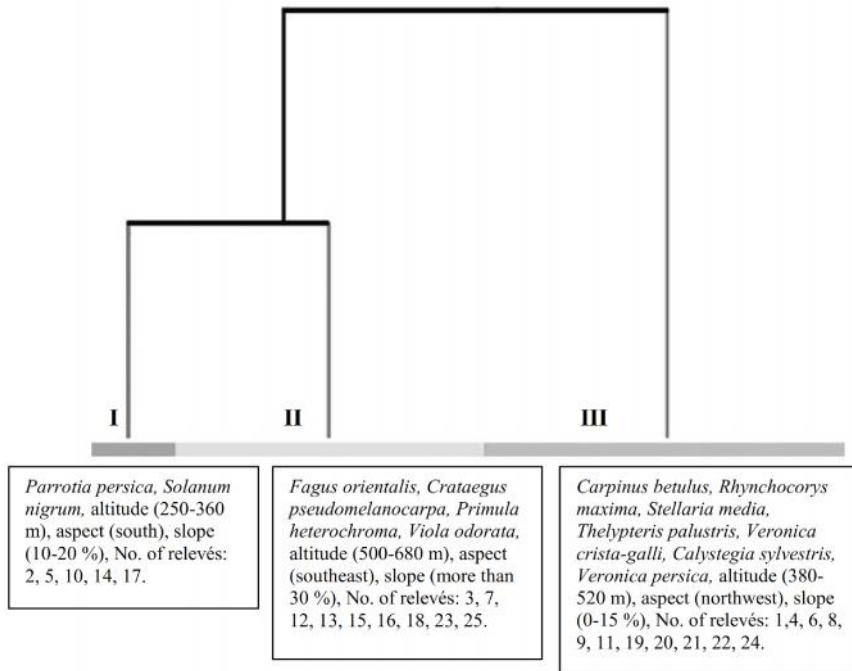 I
II
III
Parrotia persica, Solanum
nigrum, altitude (250-360
m), aspect (south), slope
(10-20 %), No. of relevés:
2, 5, 10, 14, 17.
Fagus orientalis, Crataegus
pseudomelanocarpa, Primula
heterochroma, Viola odorata,
altitude (500-680 m), aspect
(southeast), slope (more than
30 %), No. of relevés: 3, 7,
12, 13, 15, 16, 18, 23, 25.
Carpinus betulus, Rhynchocorys
maxima, Stellaria media,
Thelypteris palustris, Veronica
crista-galli, Calystegia sylvestris,
Veronica persica, altitude (380-
520 m), aspect (northwest), slope
(0-15 %), No. of relevés: 1,4, 6, 8,
9, 11, 19, 20, 21, 22, 24.